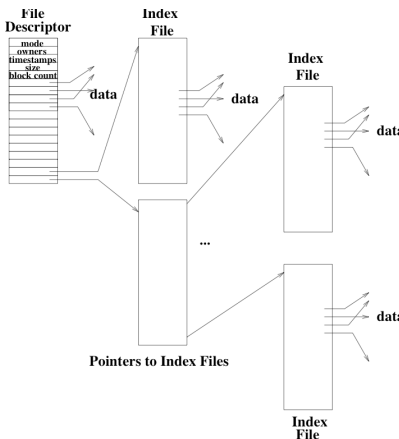 File
Descriptor
mode
owners
timestamps
size
block count
data
Index
File
data
Index
File
data
...
Pointers to Index Files
data
Index
File